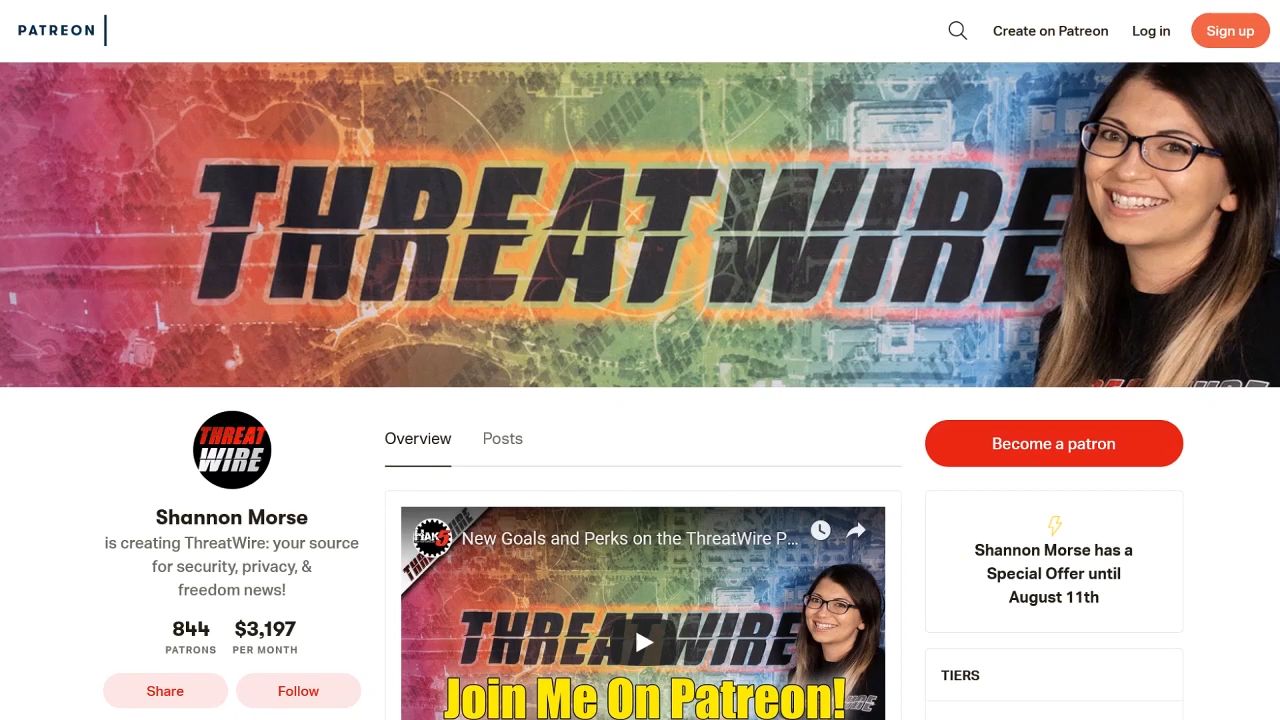 PATREON
Create on Patreon
Log in
Sign up
THREATWIRE
THREAT
WIRE
Shannon Morse
is creating ThreatWire: your source
for security, privacy, &
freedom news!
844
PATRONS
$3,197
PER MONTH
Share
Follow
Overview
Posts
HAK5
New Goals and Perks on the ThreatWire P...
THREATWIRE
Join Me On Patreon!
Become a patron
Shannon Morse has a
Special Offer until
August 11th
TIERS